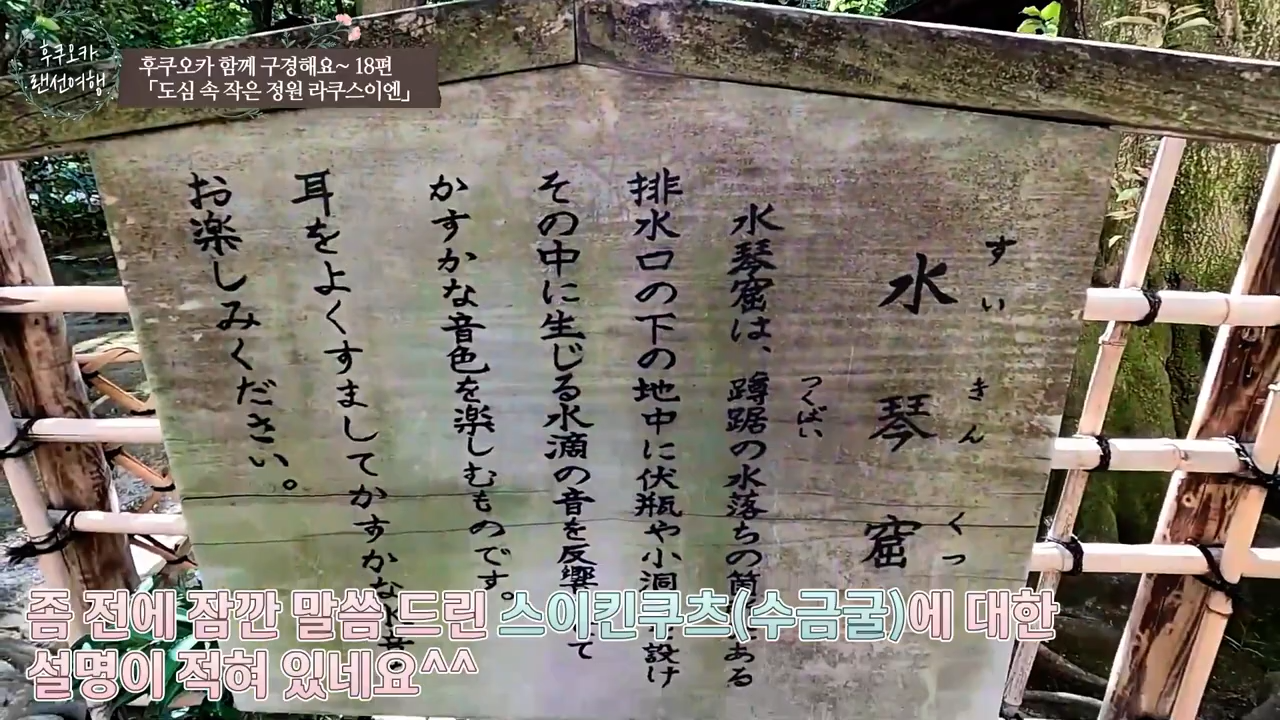 후쿠오카
랜선여행
후쿠오카 함께 구경해요~ 18편
「도심 속 작은 정원 라쿠스이엔」
水琴窟
すいきんくつ
水琴窟は、蹲踞の水落ちの
ある
つくばい
排水口の下の地中に伏瓶や小洞
設け
その中に生じる水滴の音を反響
て
かすかな音色を楽しむものです。
耳をよくすましてかすかな
お楽しみください。
좀 전에 잠깐 말씀 드린 스이킨쿠츠(수금굴)에 대한
설명이 적혀 있네요^^